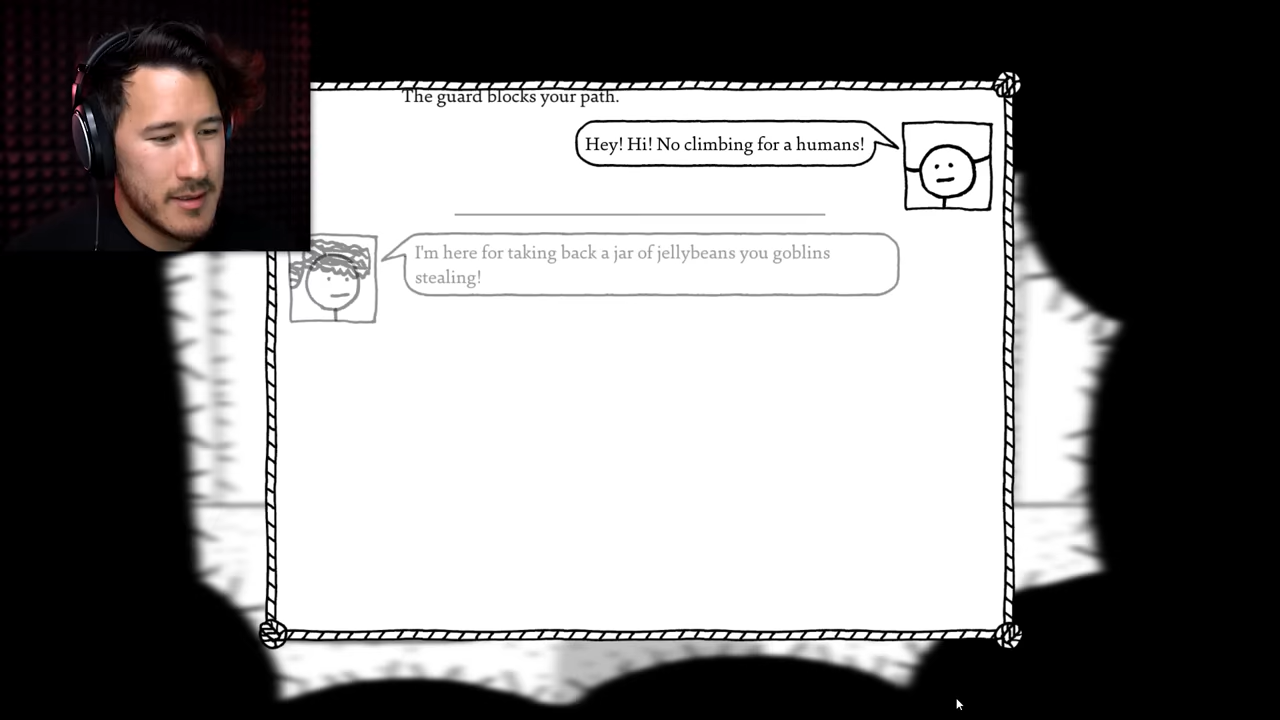 The guard blocks your path.
Hey! Hi! No climbing for a humans!
I'm here for taking back a jar of jellybeans you goblins
stealing!